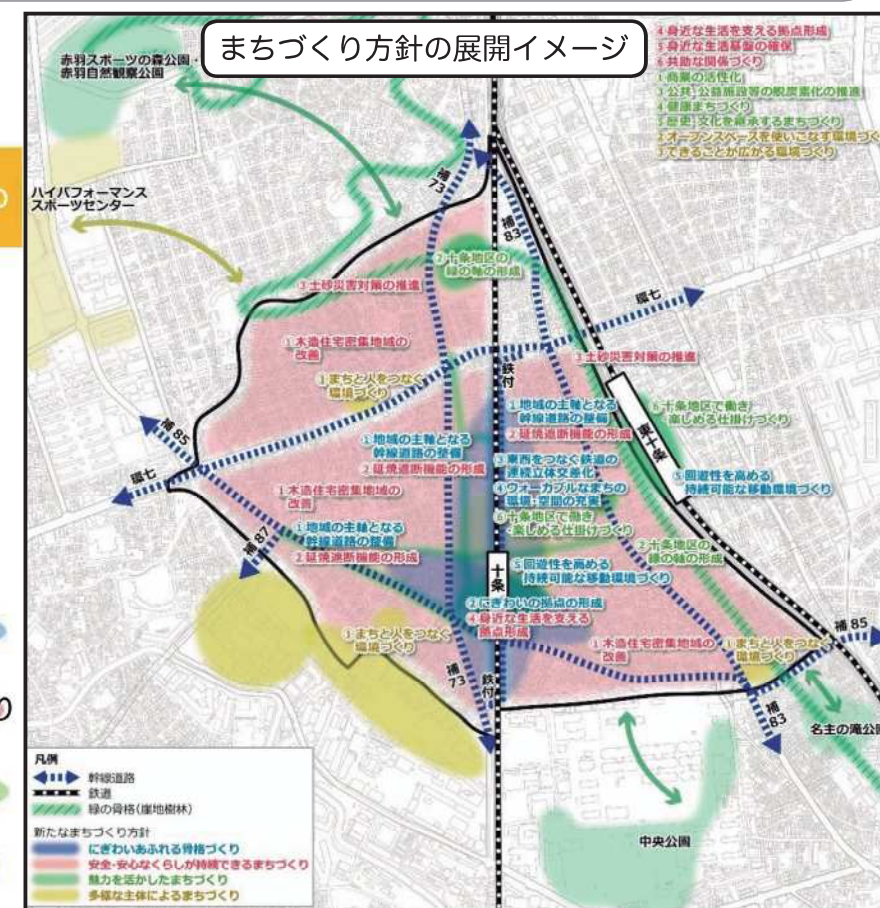 まちづくり方針の展開イメージ
赤羽スポーツの森公園・
赤羽自然観察公園
4 身近な生活を支える拠点形成
5 身近な生活基盤の確保
6 共助な関係づくり
1 商業の活性化
3 公共・公益施設等の脱炭素化の推進
4 健康まちづくり
5 歴史・文化を継承するまちづくり
2 オープンスペースを使いこなす環境づく
3 できることが広がる環境づくり
ハイパフォーマンス
スポーツセンター
補73
補83
②十条地区の
緑の軸の形成
③土砂災害対策の推進
環七
①木造住宅密集地域の
改善
鉄付
③土砂災害対策の推進
①まちと人をつなぐ
環境づくり
①地域の主軸となる
幹線道路の整備
②延焼遮断機能の形成
⑥十条地区で働き
・楽しめる仕掛けづくり
東十条
補85
①地域の主軸となる
幹線道路の整備
②延焼遮断機能の形成
③東西をつなぐ鉄道の
連続立体交差化
④ウォーカブルなまちの
環境・空間の充実
⑤回遊性を高める
持続可能な移動環境づくり
環七
①木造住宅密集地域の
改善
⑥十条地区で働き
・楽しめる仕掛けづくり
①地域の主軸となる
幹線道路の整備
②延焼遮断機能の形成
補87
②十条地区の
緑の軸の形成
十条
⑤回遊性を高める
持続可能な移動環境づくり
②にぎわいの拠点の形成
④身近な生活を支える
拠点形成
①まちと人をつなぐ
環境づくり
①木造住宅密集地域の
改善
①まちと人をつなぐ
環境づくり
補85
補73
鉄付
補83
名主の滝公園
中央公園
凡例
幹線道路
鉄道
緑の骨格(崖地樹林)
新たなまちづくり方針
にぎわいあふれる骨格づくり
安全・安心なくらしが持続できるまちづくり
魅力を活かしたまちづくり
多様な主体によるまちづくり
の